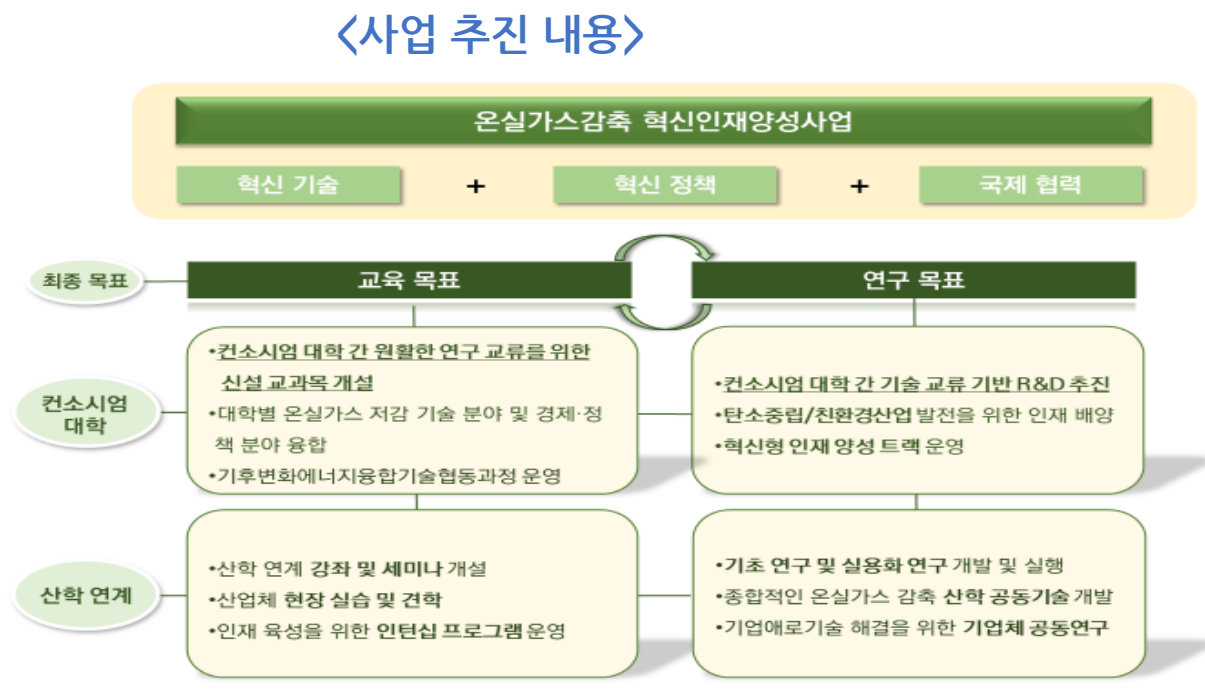 <사업 추진 내용>
온실가스감축 혁신인재양성사업
혁신 기술 + 혁신 정책 + 국제 협력
최종 목표
교육 목표
연구 목표
컨소시엄
대학
•컨소시엄 대학 간 원활한 연구 교류를 위한
신설 교과목 개설
•대학별 온실가스 저감 기술 분야 및 경제·정
책 분야 융합
•기후변화에너지융합기술협동과정 운영
•컨소시엄 대학 간 기술 교류 기반 R&D 추진
•탄소중립/친환경산업 발전을 위한 인재 배양
•혁신형 인재 양성 트랙 운영
산학 연계
•산학 연계 강좌 및 세미나 개설
•산업체 현장 실습 및 견학
•인재 육성을 위한 인턴십 프로그램 운영
•기초 연구 및 실용화 연구 개발 및 실행
•종합적인 온실가스 감축 산학 공동기술 개발
•기업애로기술 해결을 위한 기업체 공동연구